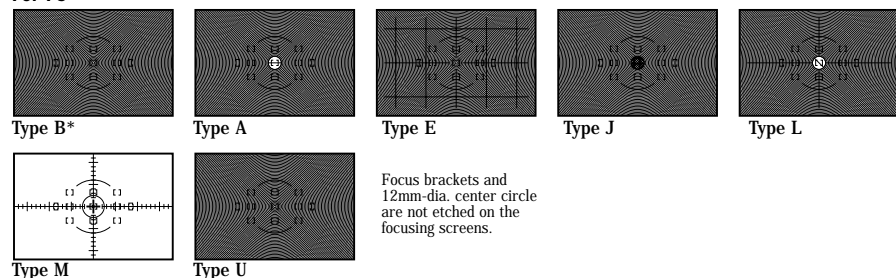 Type B*
Type A
Type E
Type J
Type L
Focus brackets and
12mm-dia. center circle
are not etched on the
focusing screens.
Type M
Type U